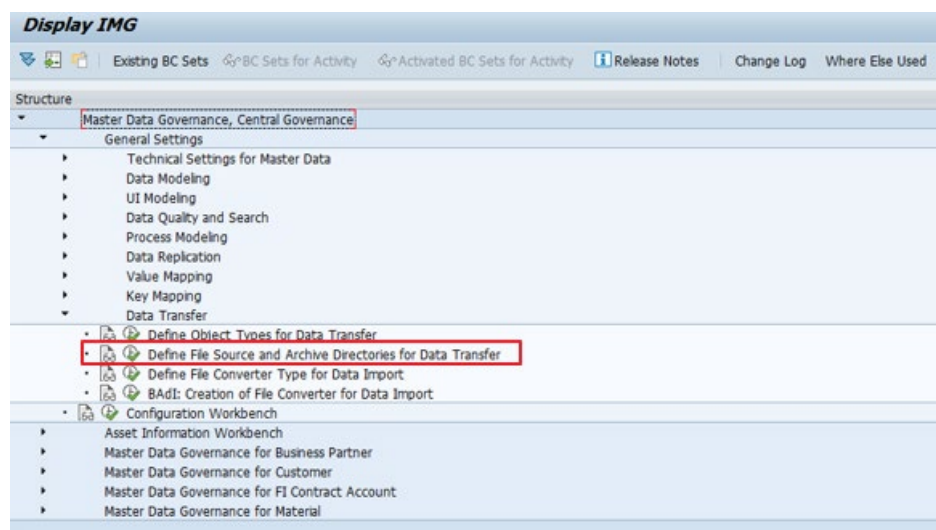 Display IMG
Existing BC Sets BC Sets for Activity Activated BC Sets for Activity Release Notes Change Log Where Else Used
Structure
Master Data Governance, Central Governance
General Settings
Technical Settings for Master Data
Data Modeling
UI Modeling
Data Quality and Search
Process Modeling
Data Replication
Value Mapping
Key Mapping
Data Transfer
Define Object Types for Data Transfer
Define File Source and Archive Directories for Data Transfer
Define File Converter Type for Data Import
BAdI: Creation of File Converter for Data Import
Configuration Workbench
Asset Information Workbench
Master Data Governance for Business Partner
Master Data Governance for Customer
Master Data Governance for FI Contract Account
Master Data Governance for Material